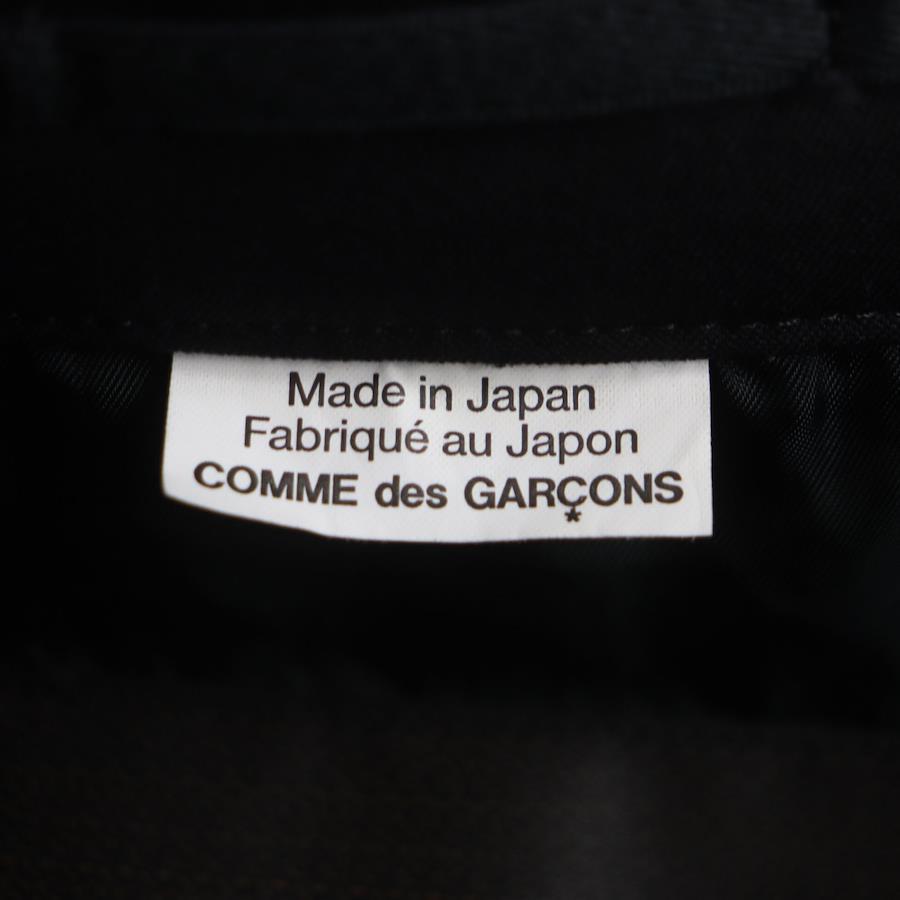 Made in Japan
Fabriqué au Japon
COMME des GARÇONS
*